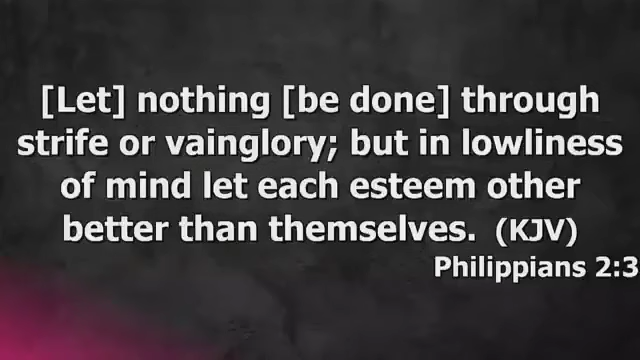 [Let] nothing [be done] through
strife or vainglory; but in lowliness
of mind let each esteem other
better than themselves. (KJV)
Philippians 2:3